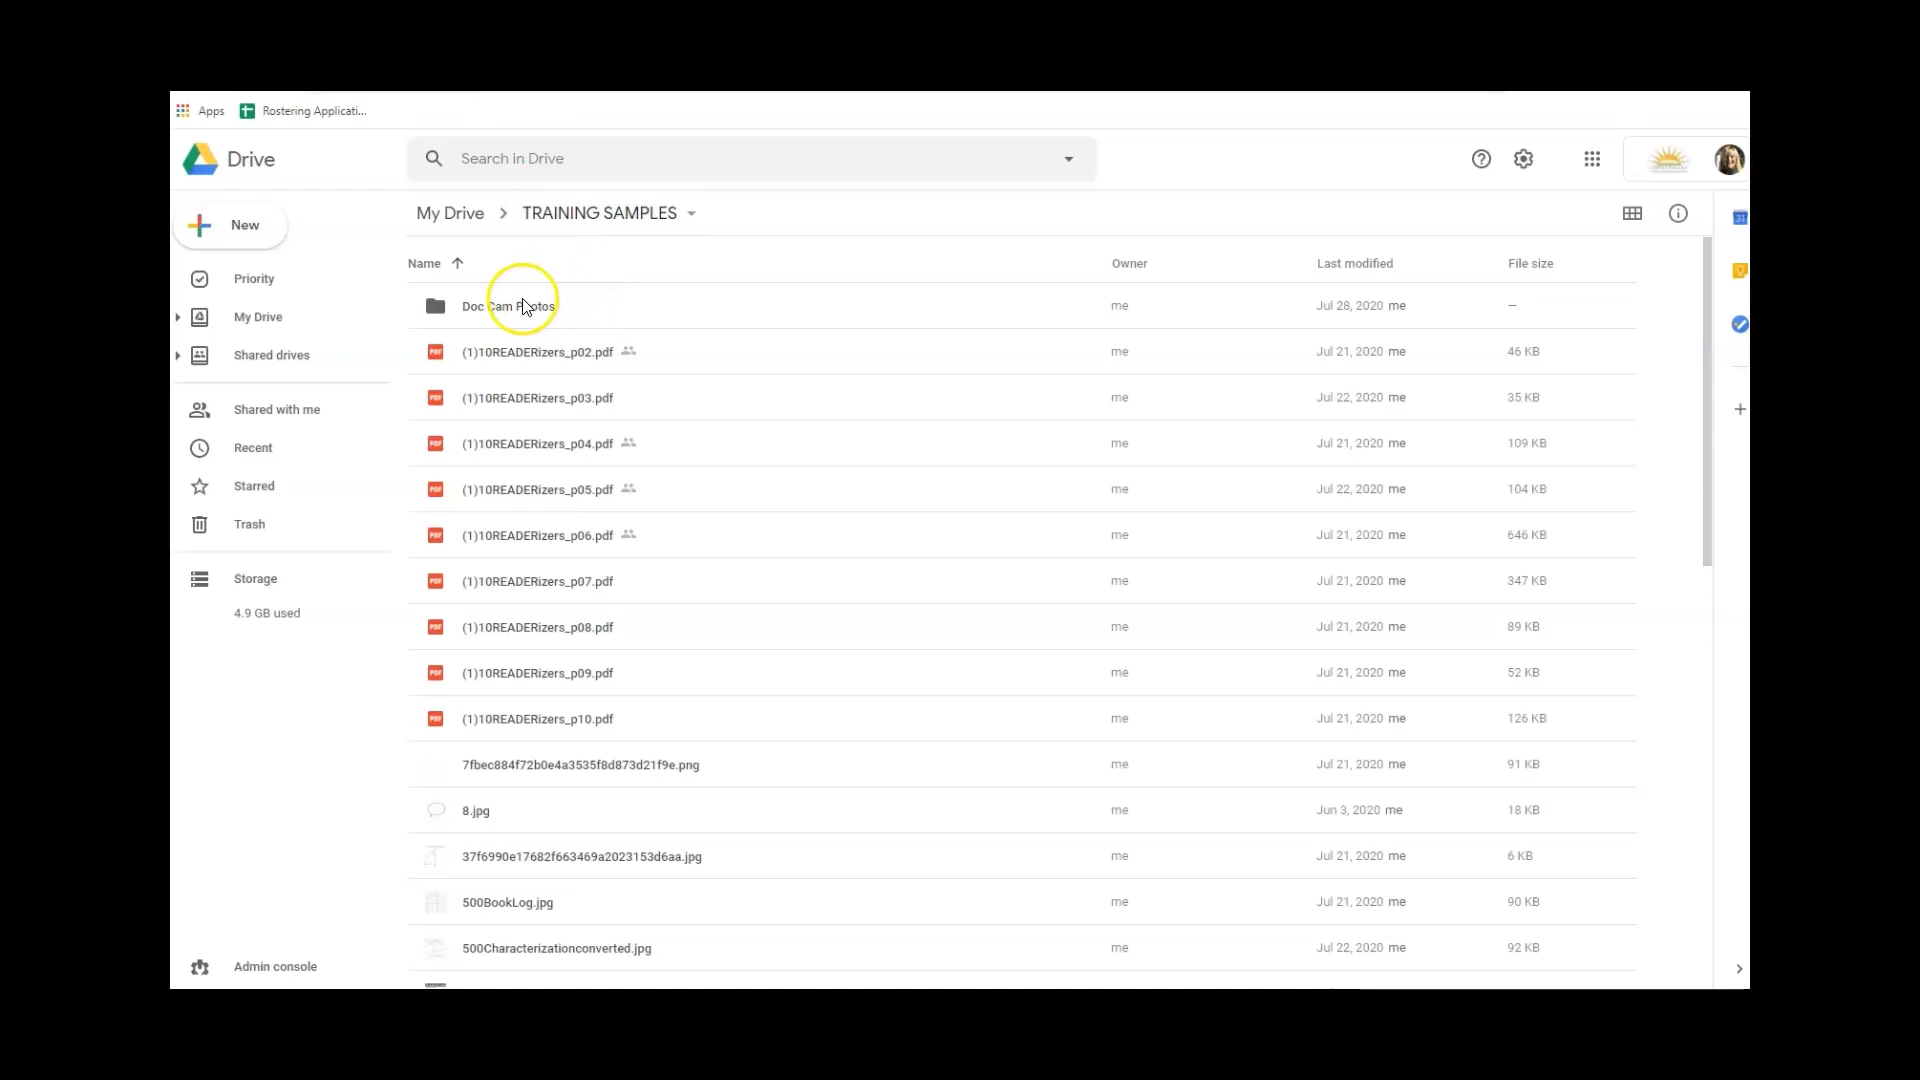 Apps Rostering Applicati...
Drive
Search in Drive
My Drive > TRAINING SAMPLES
New
Priority
My Drive
Shared drives
Shared with me
Recent
Starred
Trash
Storage
4.9 GB used
Admin console
Name Owner Last modified File size
Doc Cam Photos me Jul 28, 2020 me —
(1)10READERizers_p02.pdf me Jul 21, 2020 me 46 KB
(1)10READERizers_p03.pdf me Jul 22, 2020 me 35 KB
(1)10READERizers_p04.pdf me Jul 21, 2020 me 109 KB
(1)10READERizers_p05.pdf me Jul 22, 2020 me 104 KB
(1)10READERizers_p06.pdf me Jul 21, 2020 me 646 KB
(1)10READERizers_p07.pdf me Jul 21, 2020 me 347 KB
(1)10READERizers_p08.pdf me Jul 21, 2020 me 89 KB
(1)10READERizers_p09.pdf me Jul 21, 2020 me 52 KB
(1)10READERizers_p10.pdf me Jul 21, 2020 me 126 KB
7fbec884f72b0e4a3535f8d873d21f9e.png me Jul 21, 2020 me 91 KB
8.jpg me Jun 3, 2020 me 18 KB
37f6990e17682f663469a2023153d6aa.jpg me Jul 21, 2020 me 6 KB
500BookLog.jpg me Jul 21, 2020 me 90 KB
500Characterizationconverted.jpg me Jul 22, 2020 me 92 KB